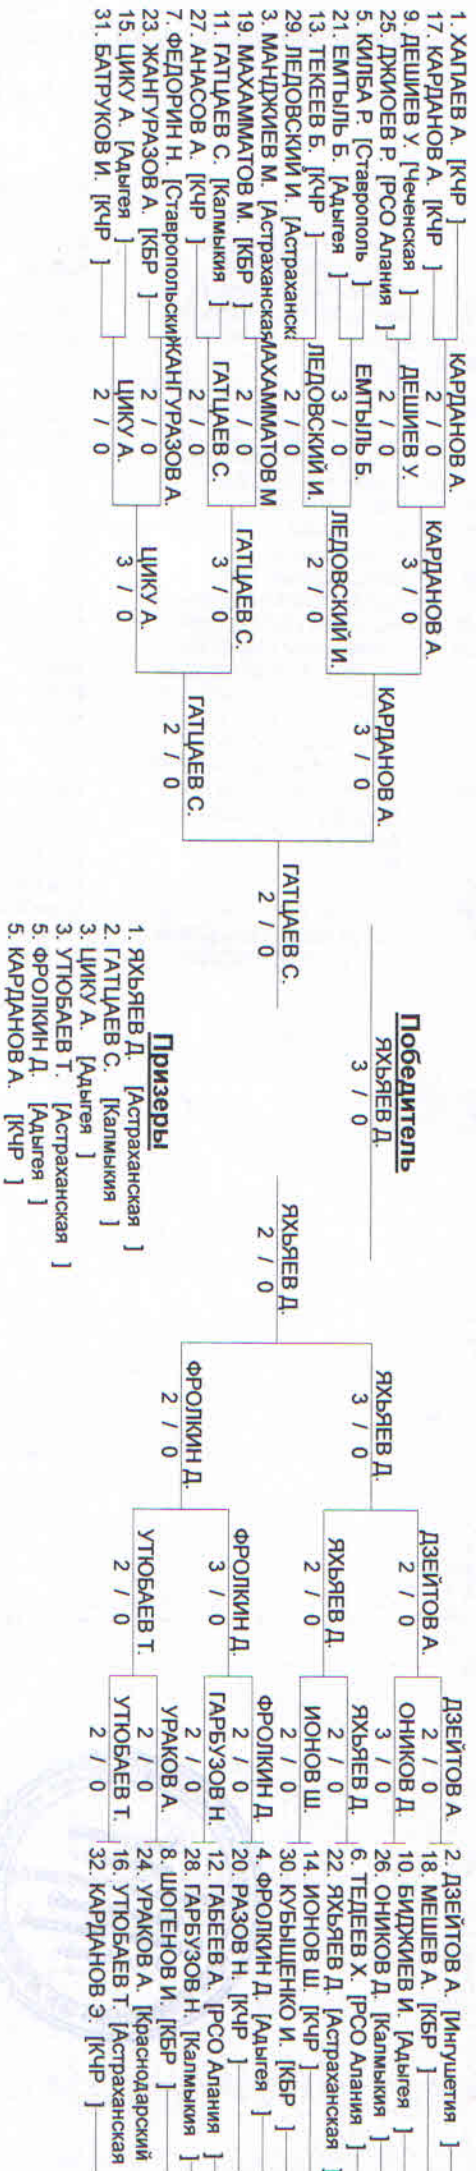 1. ХАПАЕВ А. [КЧР ]
17. КАРДАНОВ А. [КЧР ]
9. ДЕШИЕВ У. [Чеченская ]
25. ДЖИОЕВ Р. [РСО Алания ]
5. КИЛБА Р. [Ставрополь ]
21. ЕМТЫЛЬ Б. [Адыгея ]
13. ТЕКЕЕВ Б. [КЧР ]
29. ЛЕДОВСКИЙ И. [Астраханска
3. МАНДЖИЕВ М. [Астраханская
19. МАХАММАТОВ М. [КБР ]
11. ГАТЦАЕВ С. [Калмыкия ]
27. АНАСОВ А. [КЧР ]
7. ФЕДОРИН Н. [Ставропольский
23. ЖАНГУРАЗОВ А. [КБР ]
15. ЦИКУ А. [Адыгея ]
31. БАТРУКОВ И. [КЧР ]
КАРДАНОВ А.
2 / 0
ДЕШИЕВ У.
2 / 0
ЕМТЫЛЬ Б.
3 / 0
ЛЕДОВСКИЙ И.
2 / 0
МАХАММАТОВ М
2 / 0
ГАТЦАЕВ С.
2 / 0
ЖАНГУРАЗОВ А.
2 / 0
ЦИКУ А.
2 / 0
КАРДАНОВ А.
3 / 0
ЛЕДОВСКИЙ И.
2 / 0
ГАТЦАЕВ С.
3 / 0
ЦИКУ А.
3 / 0
КАРДАНОВ А.
3 / 0
ГАТЦАЕВ С.
2 / 0
ГАТЦАЕВ С.
2 / 0
Победитель
ЯХЬЯЕВ Д.
3 / 0
Призеры
1. ЯХЬЯЕВ Д. [Астраханская ]
2. ГАТЦАЕВ С. [Калмыкия ]
3. ЦИКУ А. [Адыгея ]
3. УТЮБАЕВ Т. [Астраханская ]
5. ФРОЛКИН Д. [Адыгея ]
5. КАРДАНОВ А. [КЧР ]
ЯХЬЯЕВ Д.
2 / 0
ЯХЬЯЕВ Д.
3 / 0
ФРОЛКИН Д.
2 / 0
ДЗЕЙТОВ А.
2 / 0
ЯХЬЯЕВ Д.
2 / 0
ФРОЛКИН Д.
3 / 0
УТЮБАЕВ Т.
2 / 0
ДЗЕЙТОВ А.
2 / 0
ОНИКОВ Д.
3 / 0
ЯХЬЯЕВ Д.
2 / 0
ИОНОВ Ш.
2 / 0
ФРОЛКИН Д.
2 / 0
ГАРБУЗОВ Н.
2 / 0
УРАКОВ А.
2 / 0
УТЮБАЕВ Т.
2 / 0
2. ДЗЕЙТОВ А. [Ингушетия ]
18. МЕШЕВ А. [КБР ]
10. БИДЖИЕВ И. [Адыгея ]
26. ОНИКОВ Д. [Калмыкия ]
6. ТЕДЕЕВ Х. [РСО Алания ]
22. ЯХЬЯЕВ Д. [Астраханская ]
14. ИОНОВ Ш. [КЧР ]
30. КУБЫЩЕНКО И. [КБР ]
4. ФРОЛКИН Д. [Адыгея ]
20. РАЗОВ Н. [КЧР ]
12. ТАБЕЕВ А. [РСО Алания ]
28. ГАРБУЗОВ Н. [Калмыкия ]
8. ШОГЕНОВ И. [КБР ]
24. УРАКОВ А. [Краснодарский
16. УТЮБАЕВ Т. [Астраханская
32. КАРДАНОВ Э. [КЧР ]